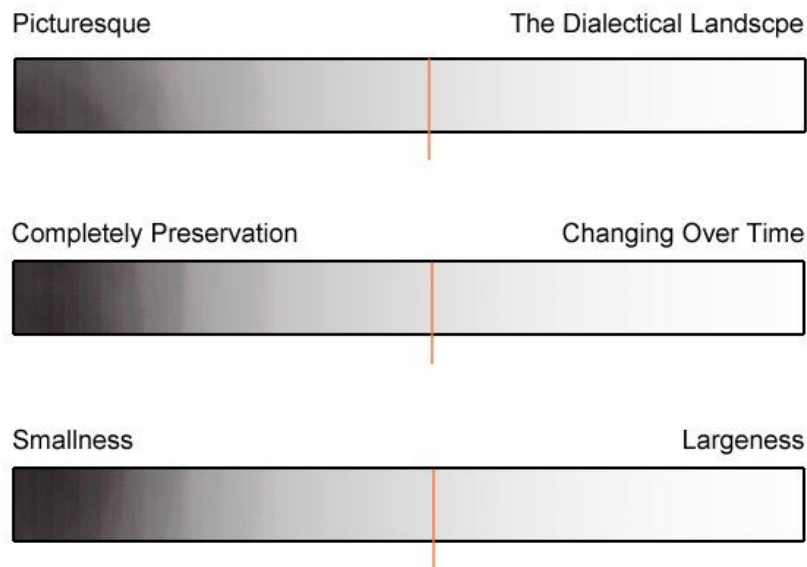 Picturesque The Dialectical Landscpe
Completely Preservation Changing Over Time
Smallness Largeness